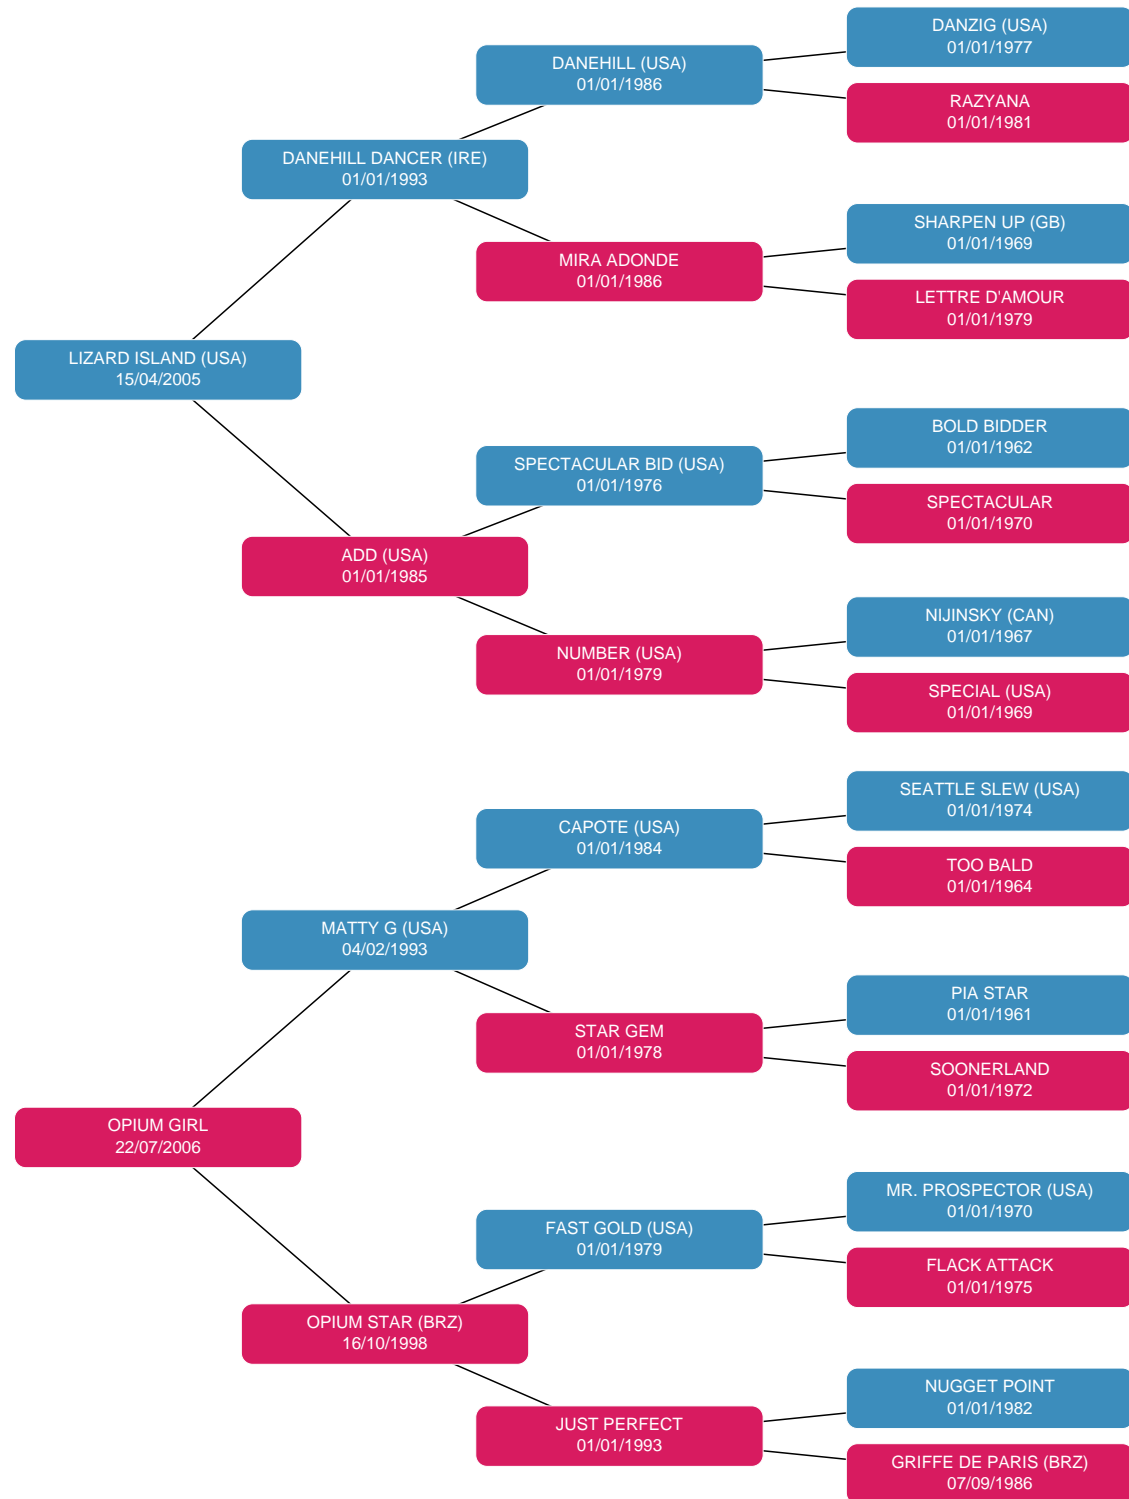 DANZIG (USA)
01/01/1977
DANEHILL (USA)
01/01/1986
RAZYANA
01/01/1981
DANEHILL DANCER (IRE)
01/01/1993
SHARPEN UP (GB)
01/01/1969
MIRA ADONDE
01/01/1986
LETTRE D'AMOUR
01/01/1979
LIZARD ISLAND (USA)
15/04/2005
BOLD BIDDER
01/01/1962
SPECTACULAR BID (USA)
01/01/1976
SPECTACULAR
01/01/1970
ADD (USA)
01/01/1985
NIJINSKY (CAN)
01/01/1967
NUMBER (USA)
01/01/1979
SPECIAL (USA)
01/01/1969
SEATTLE SLEW (USA)
01/01/1974
CAPOTE (USA)
01/01/1984
TOO BALD
01/01/1964
MATTY G (USA)
04/02/1993
PIA STAR
01/01/1961
STAR GEM
01/01/1978
SOONERLAND
01/01/1972
OPIUM GIRL
22/07/2006
MR. PROSPECTOR (USA)
01/01/1970
FAST GOLD (USA)
01/01/1979
FLACK ATTACK
01/01/1975
OPIUM STAR (BRZ)
16/10/1998
NUGGET POINT
01/01/1982
JUST PERFECT
01/01/1993
GRIFFE DE PARIS (BRZ)
07/09/1986